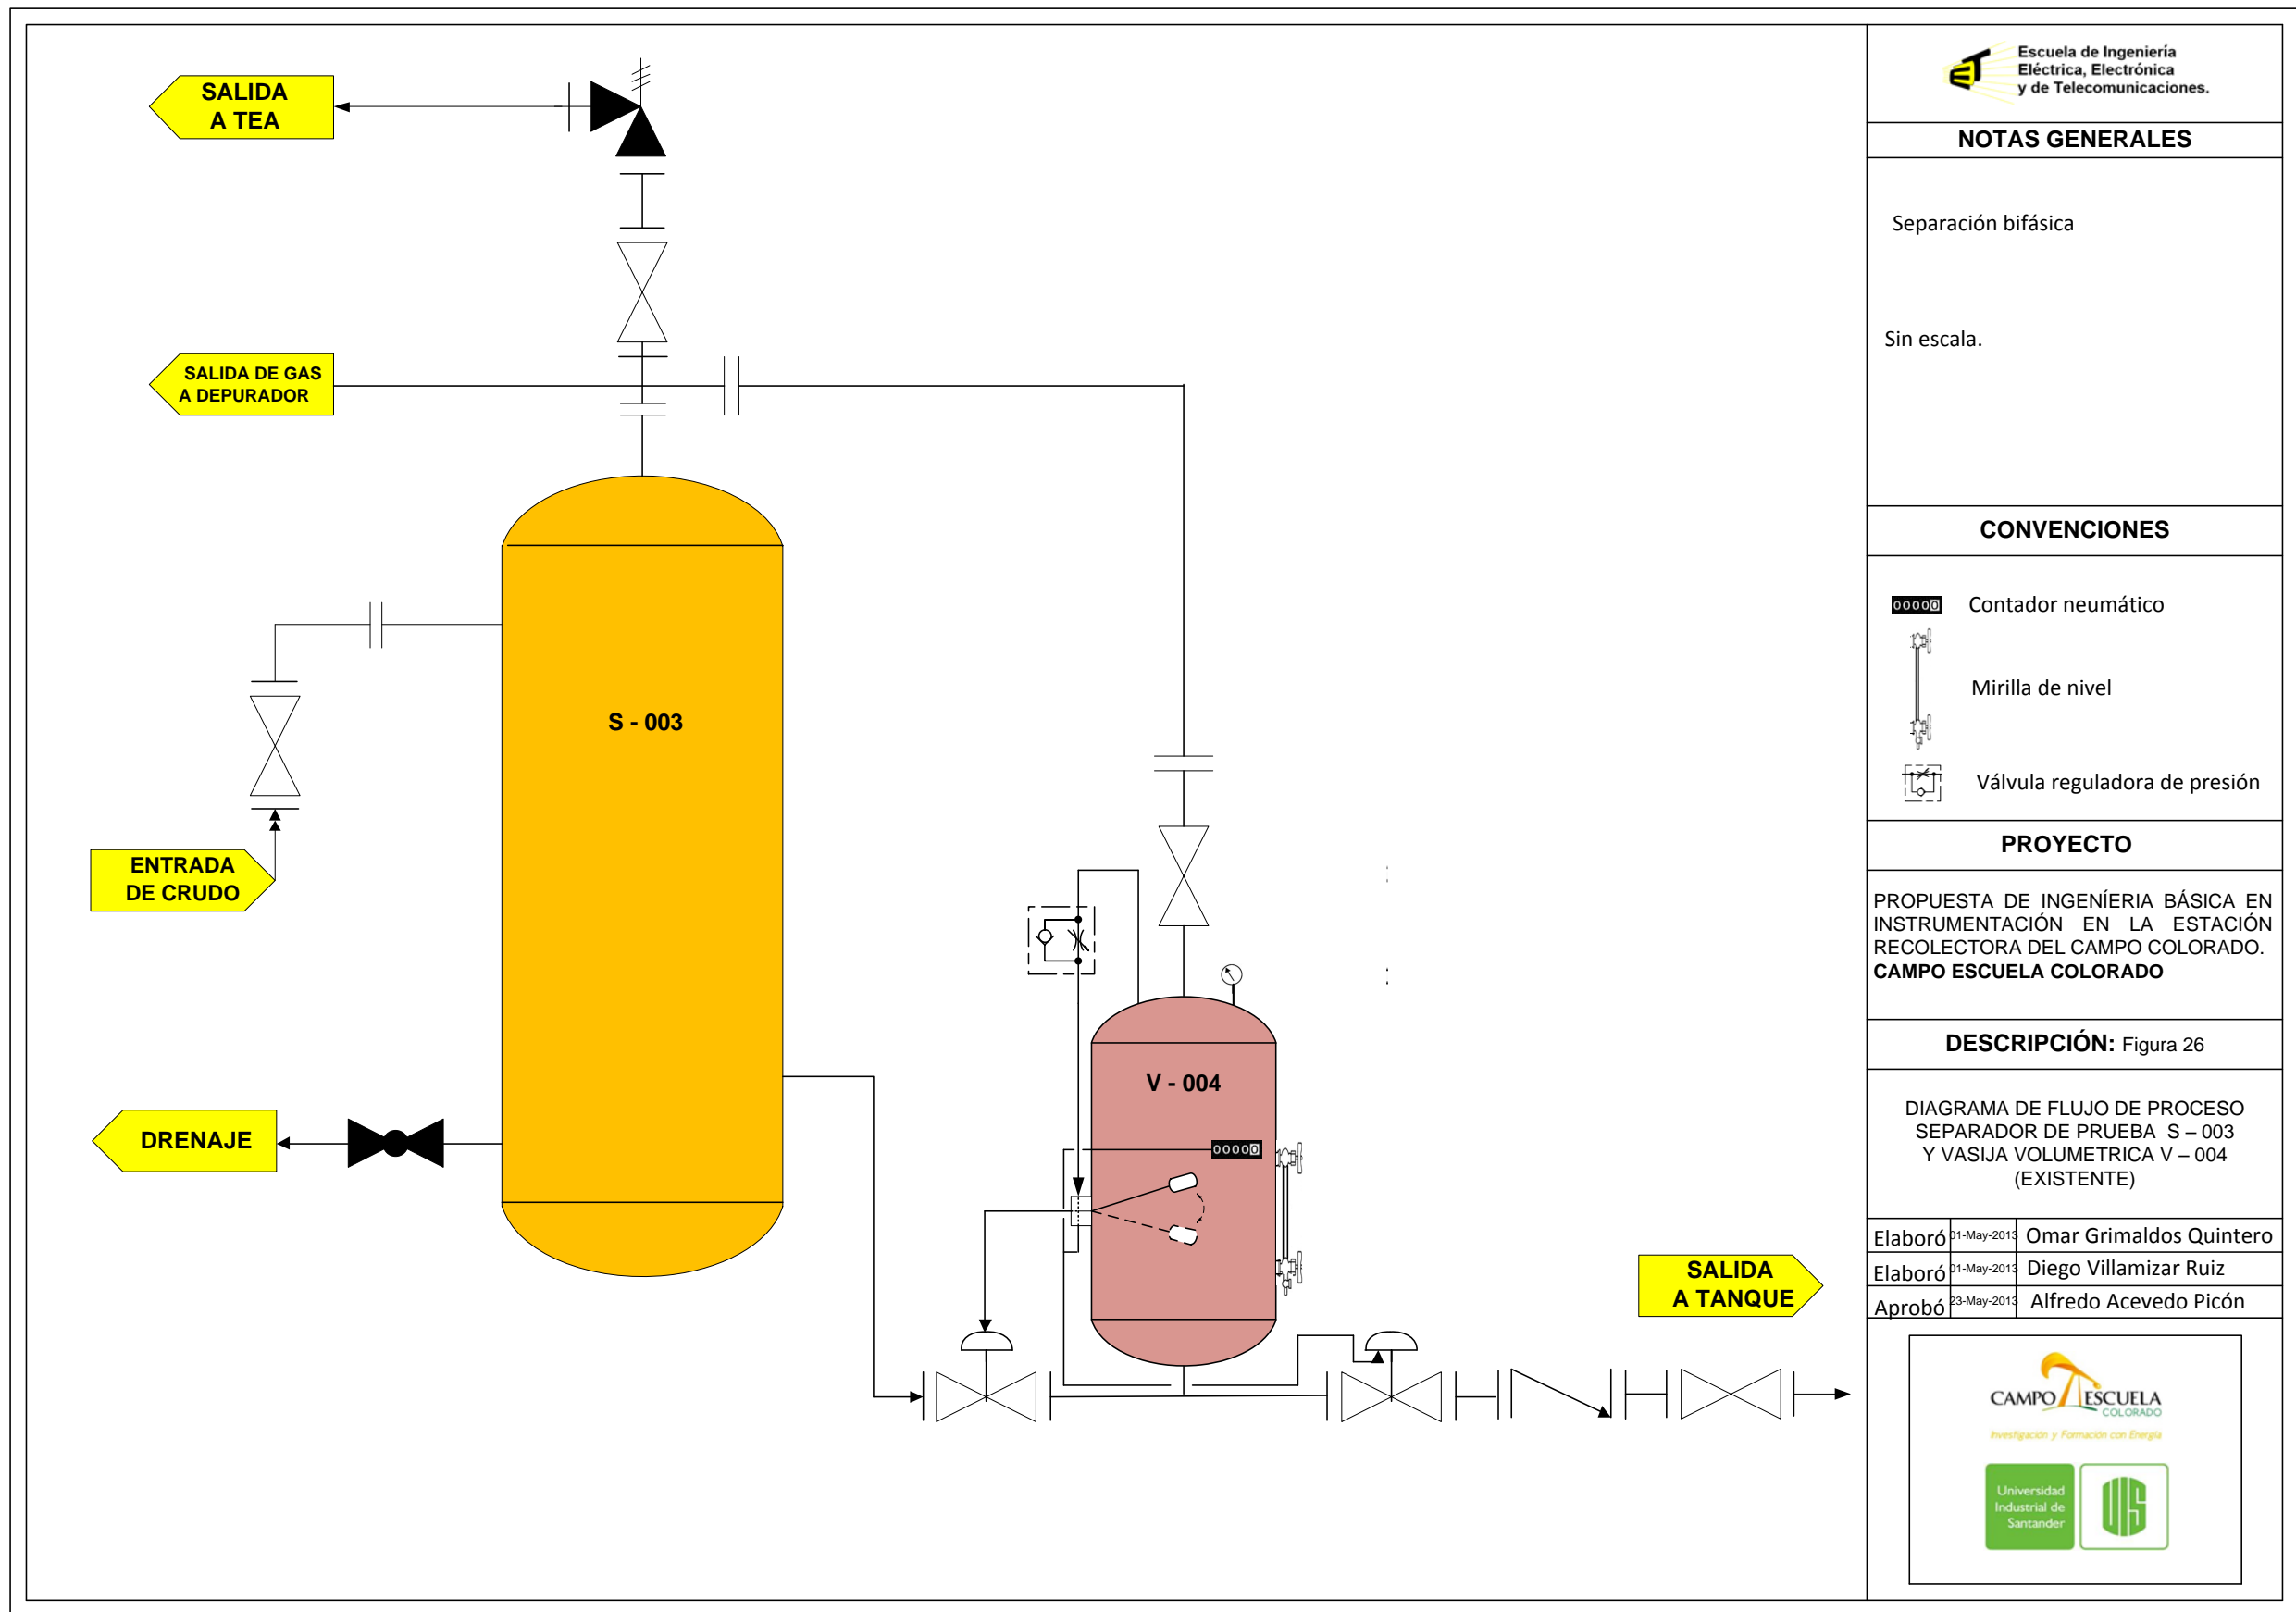 SALIDA
A TEA
SALIDA DE GAS
A DEPURADOR
S - 003
ENTRADA
DE CRUDO
DRENAJE
V - 004
00000
SALIDA
A TANQUE
Escuela de Ingeniería
Eléctrica, Electrónica
y de Telecomunicaciones.
NOTAS GENERALES
Separación bifásica
Sin escala.
CONVENCIONES
00000 Contador neumático
Mirilla de nivel
Válvula reguladora de presión
PROYECTO
PROPUESTA DE INGENÍERIA BÁSICA EN
INSTRUMENTACIÓN EN LA ESTACIÓN
RECOLECTORA DEL CAMPO COLORADO.
CAMPO ESCUELA COLORADO
DESCRIPCIÓN: Figura 26
DIAGRAMA DE FLUJO DE PROCESO
SEPARADOR DE PRUEBA S – 003
Y VASIJA VOLUMETRICA V – 004
(EXISTENTE)
Elaboró 01-May-2013 Omar Grimaldos Quintero
Elaboró 01-May-2013 Diego Villamizar Ruiz
Aprobó 23-May-2013 Alfredo Acevedo Picón
CAMPO ESCUELA
COLORADO
Investigación y Formación con Energía
Universidad
Industrial de
Santander
UIS